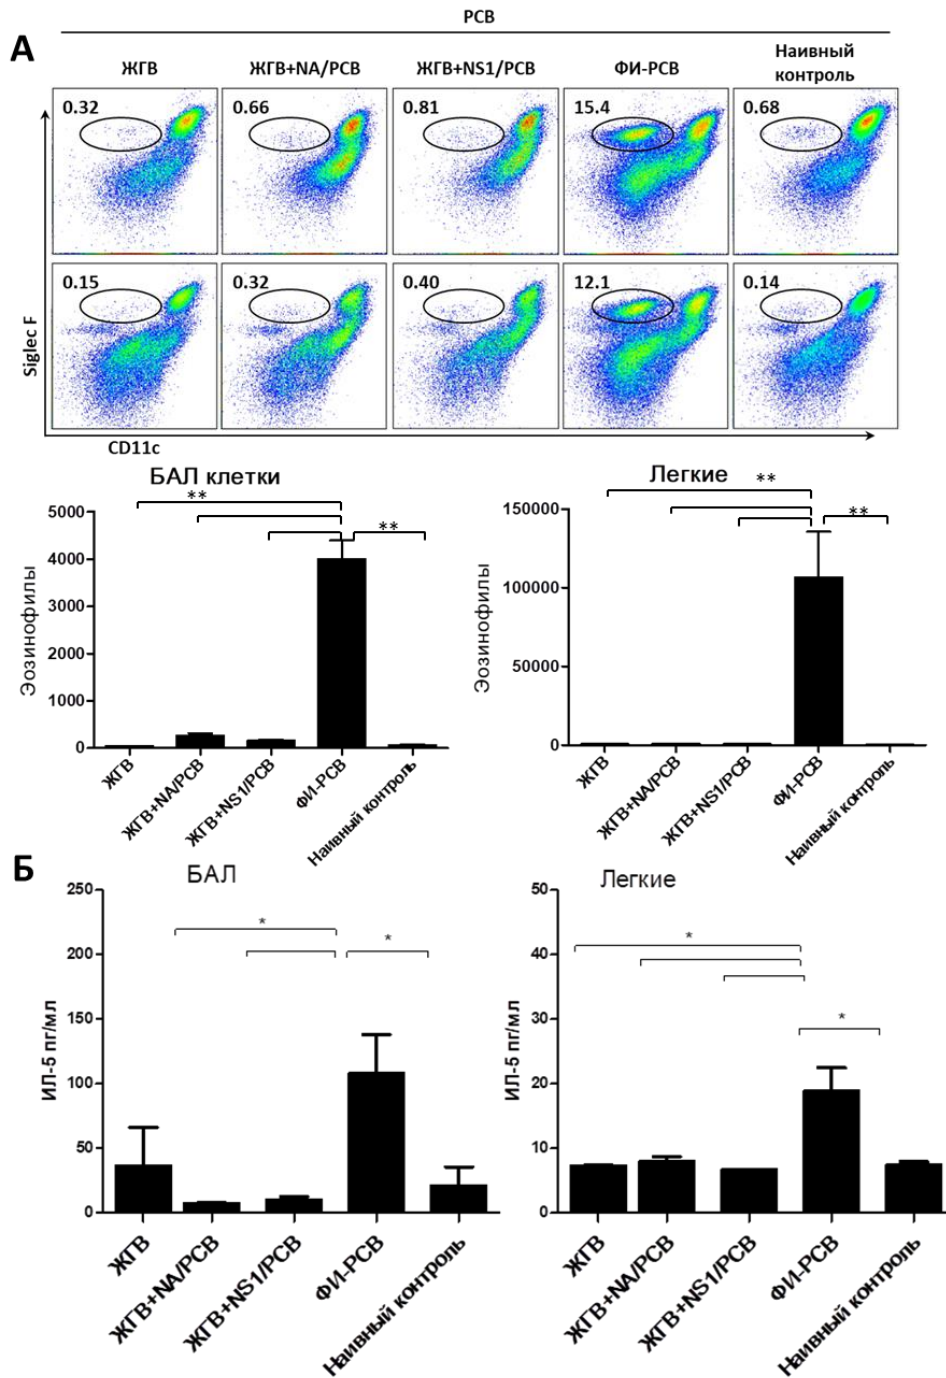 РСВ
А
ЖГВ
ЖГВ+NA/РСВ
ЖГВ+NS1/РСВ
ФИ-РСВ
Наивный
контроль
0.32
0.66
0.81
15.4
0.68
0.15
0.32
0.40
12.1
0.14
Siglec F
CD11c
БАЛ клетки
**
**
5000
4000
3000
2000
1000
0
Эозинофилы
ЖГВ
ЖГВ+NA/РСВ
ЖГВ+NS1/РСВ
ФИ-РСВ
Наивный контроль
Легкие
**
**
150000
100000
50000
0
Эозинофилы
ЖГВ
ЖГВ+NA/РСВ
ЖГВ+NS1/РСВ
ФИ-РСВ
Наивный контроль
Б
БАЛ
*
*
250
200
150
100
50
0
ИЛ-5 пг/мл
ЖГВ
ЖГВ+NA/РСВ
ЖГВ+NS1/РСВ
ФИ-РСВ
Наивный контроль
Легкие
*
*
50
40
30
20
10
0
ИЛ-5 пг/мл
ЖГВ
ЖГВ+NA/РСВ
ЖГВ+NS1/РСВ
ФИ-РСВ
Наивный контроль